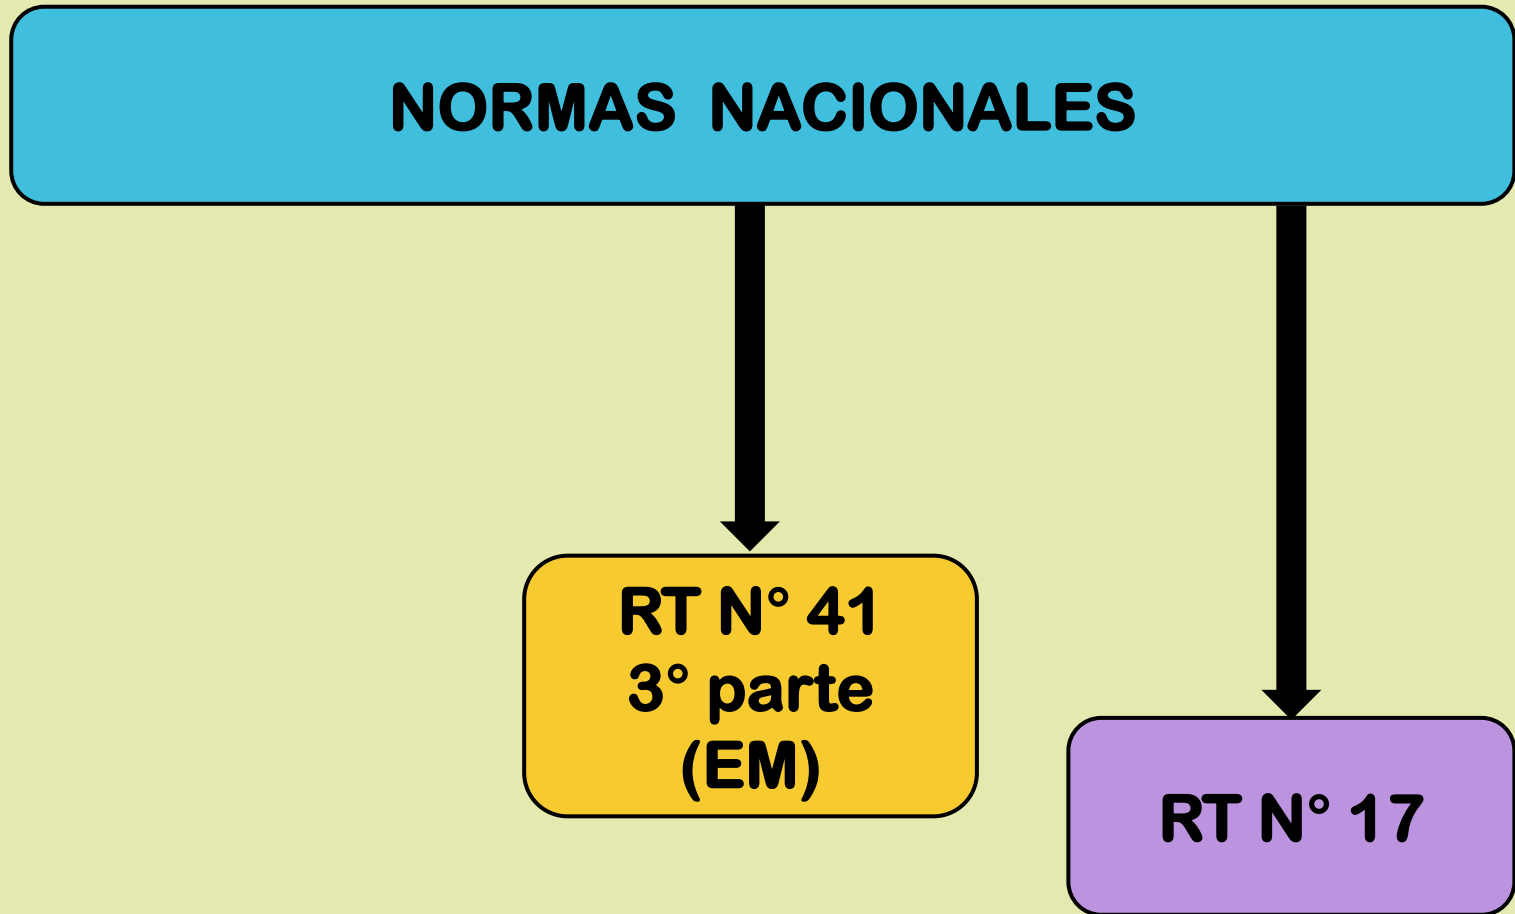 NORMAS NACIONALES
RT N° 41
3° parte
(EM)
RT N° 17